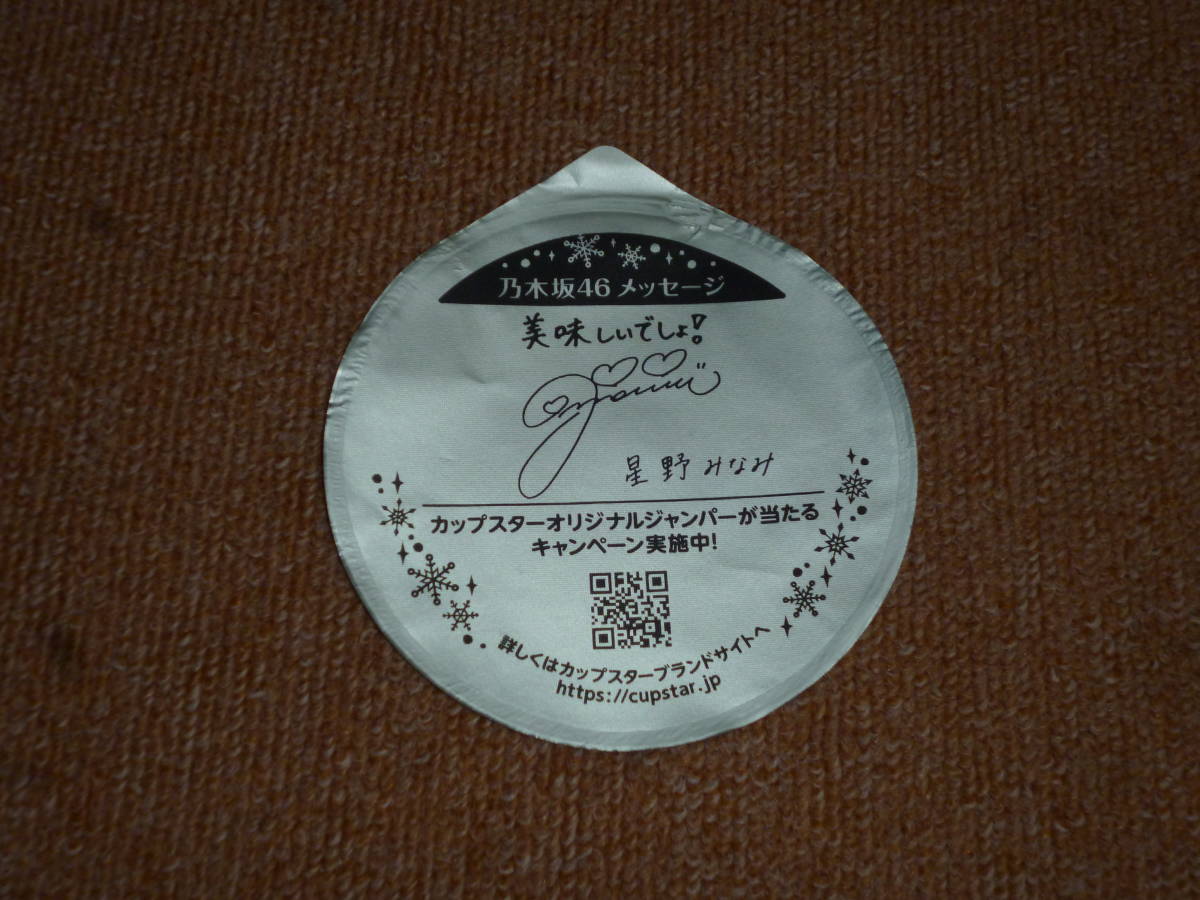 乃木坂46 メッセージ
美味しいでしょ!
星野みなみ
カップスターオリジナルジャンパーが当たる
キャンペーン実施中!
詳しくはカップスターブランドサイトへ
https://cupstar.jp